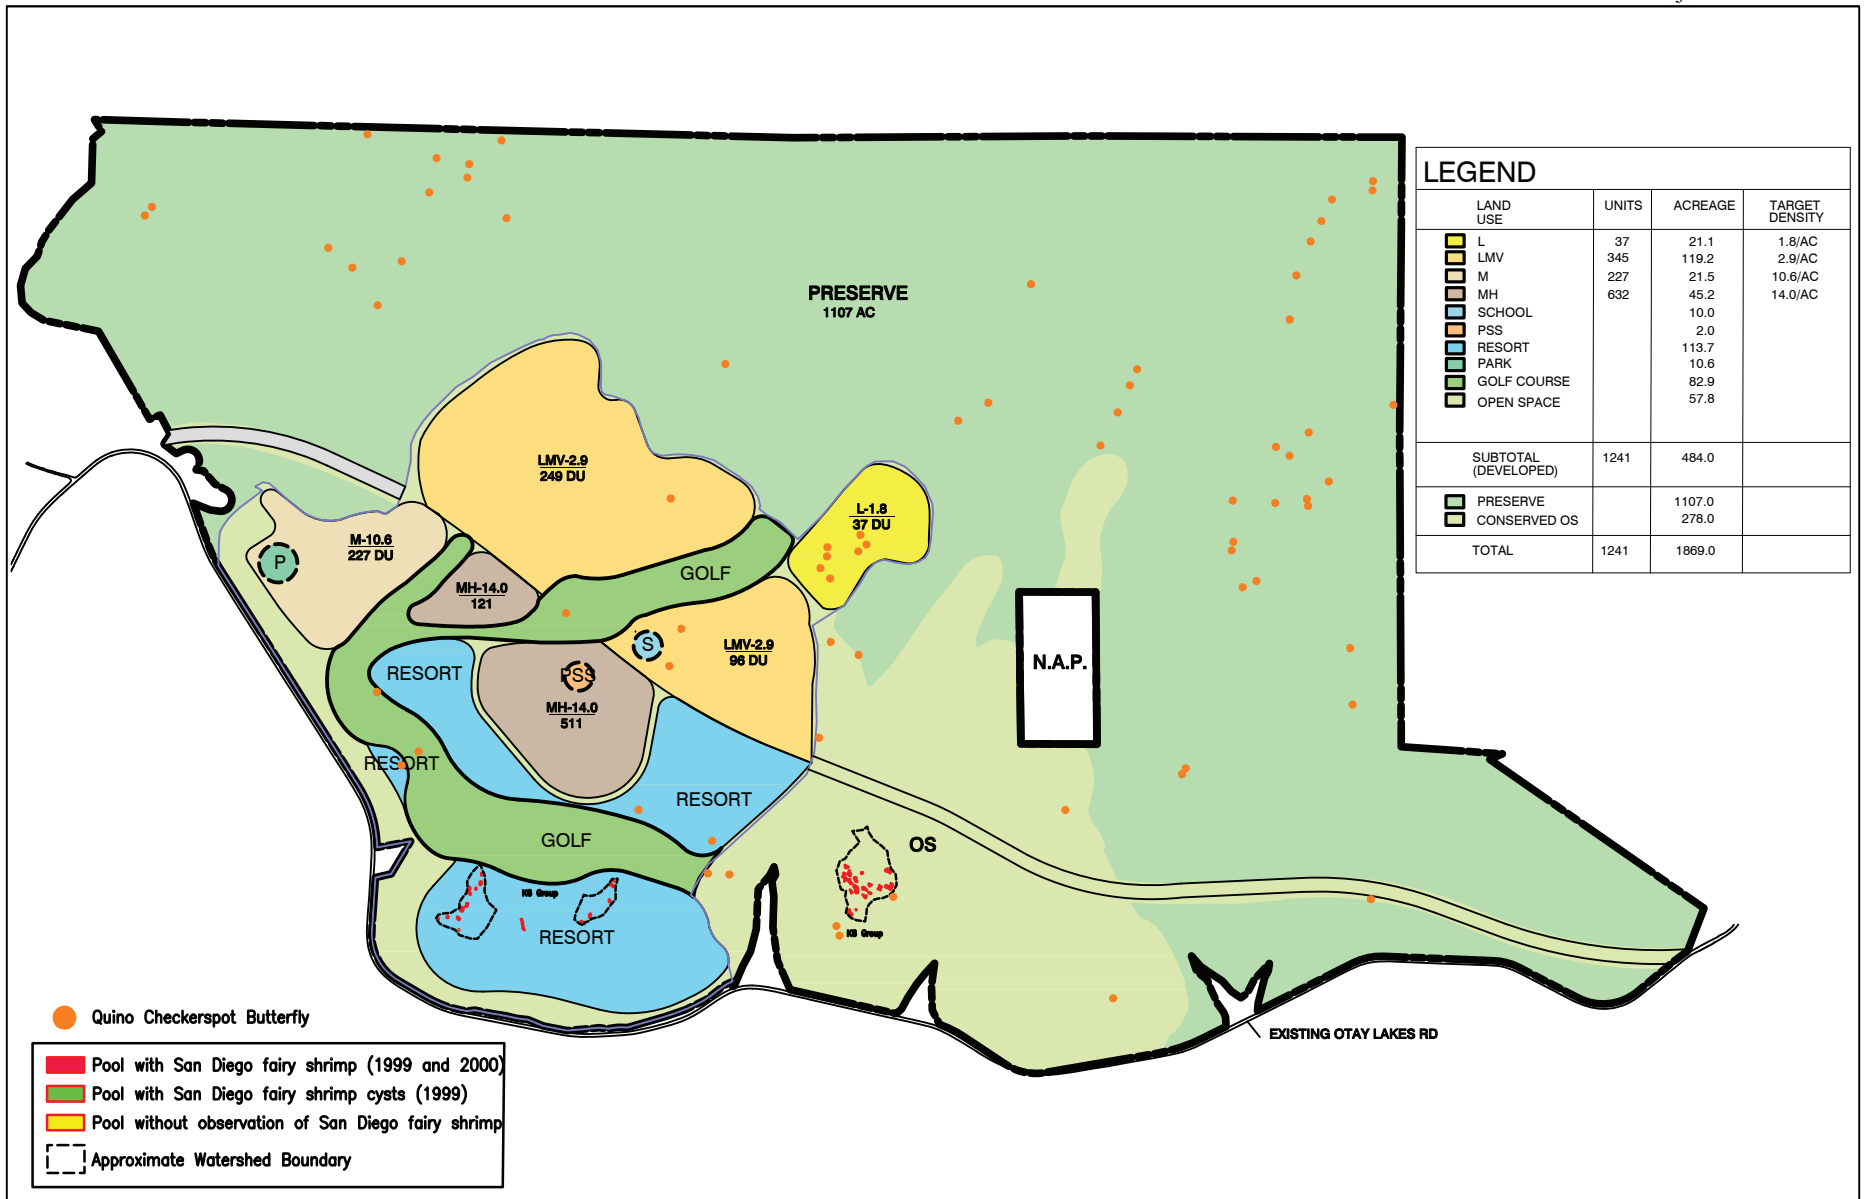 PRESERVE
1107 AC
LMV-2.9
249 DU
L-1.8
37 DU
M-10.6
227 DU
P
MH-14.0
121
GOLF
S
LMV-2.9
96 DU
RESORT
PSS
MH-14.0
511
N.A.P.
RESORT
RESORT
GOLF
OS
K8 Group
RESORT
K8 Group
EXISTING OTAY LAKES RD
LEGEND
LAND USE UNITS ACREAGE TARGET DENSITY
L 37 21.1 1.8/AC
LMV 345 119.2 2.9/AC
M 227 21.5 10.6/AC
MH 632 45.2 14.0/AC
SCHOOL 10.0
PSS 2.0
RESORT 113.7
PARK 10.6
GOLF COURSE 82.9
OPEN SPACE 57.8
SUBTOTAL (DEVELOPED) 1241 484.0
PRESERVE 1107.0
CONSERVED OS 278.0
TOTAL 1241 1869.0
Quino Checkerspot Butterfly
Pool with San Diego fairy shrimp (1999 and 2000)
Pool with San Diego fairy shrimp cysts (1999)
Pool without observation of San Diego fairy shrimp
Approximate Watershed Boundary